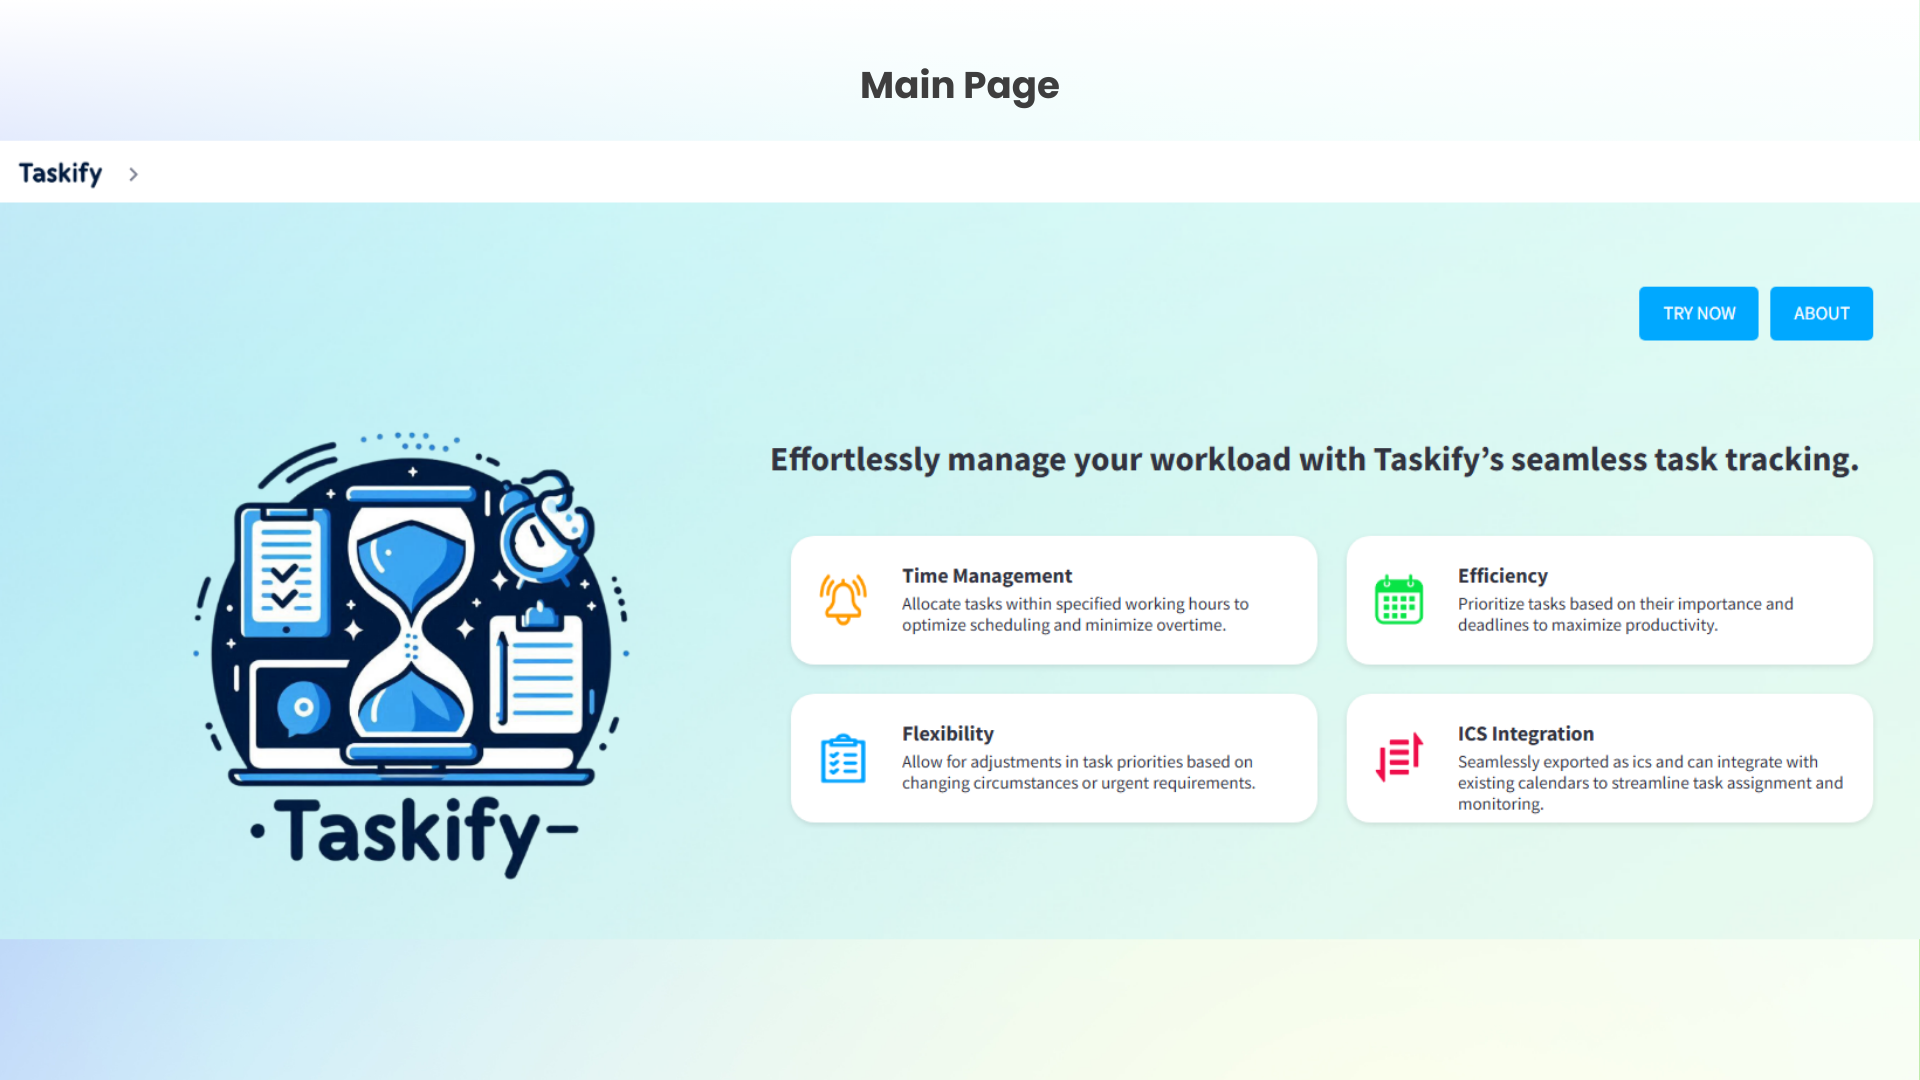 Main Page
Taskify
TRY NOW
ABOUT
Effortlessly manage your workload with Taskify’s seamless task tracking.
Time Management
Allocate tasks within specified working hours to
optimize scheduling and minimize overtime.
Efficiency
Prioritize tasks based on their importance and
deadlines to maximize productivity.
Flexibility
Allow for adjustments in task priorities based on
changing circumstances or urgent requirements.
ICS Integration
Seamlessly exported as ics and can integrate with
existing calendars to streamline task assignment and
monitoring.
Taskify